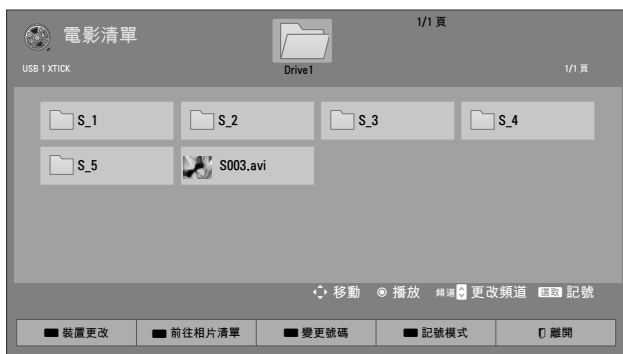 電影清單
1/1 頁
USB 1 XTICK
Drive1
1/1 頁
S_1
S_2
S_3
S_4
S_5
S003.avi
移動 播放 頻道 更改頻道 選取 記號
裝置更改
前往相片清單
變更號碼
記號模式
離開